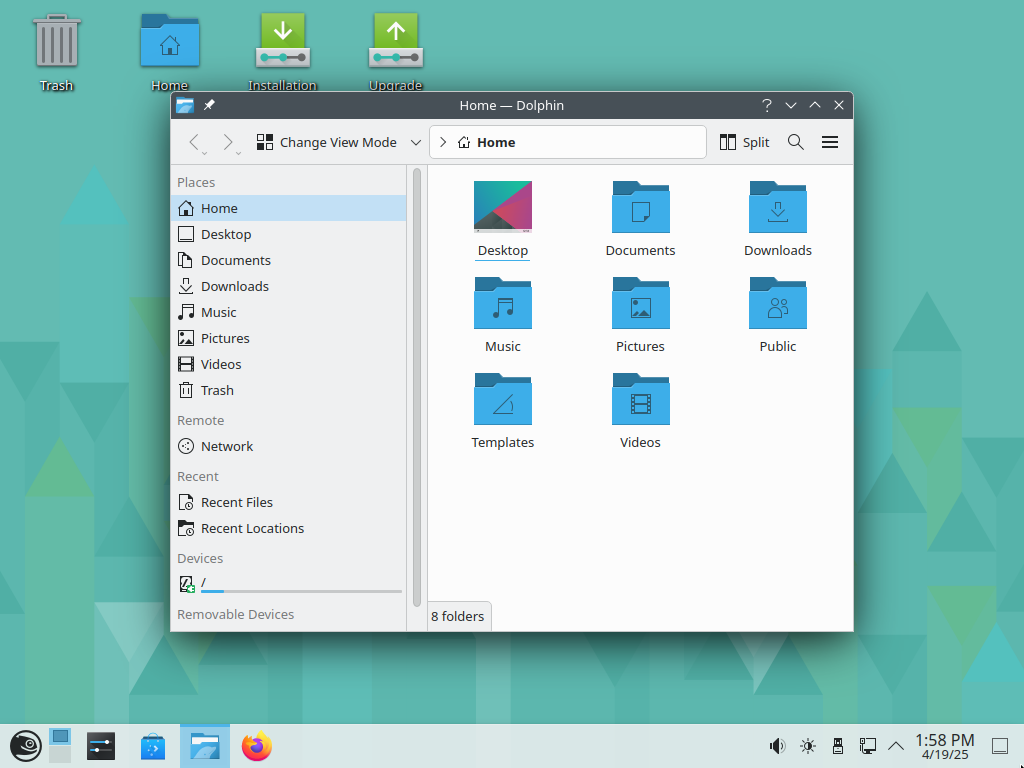 Trash
Home
Installation
Upgrade
Home — Dolphin
Change View Mode
Home
Split
Places
Home
Desktop
Documents
Downloads
Music
Pictures
Videos
Trash
Remote
Network
Recent
Recent Files
Recent Locations
Devices
/
Removable Devices
Desktop
Documents
Downloads
Music
Pictures
Public
Templates
Videos
8 folders
1:58 PM
4/19/25